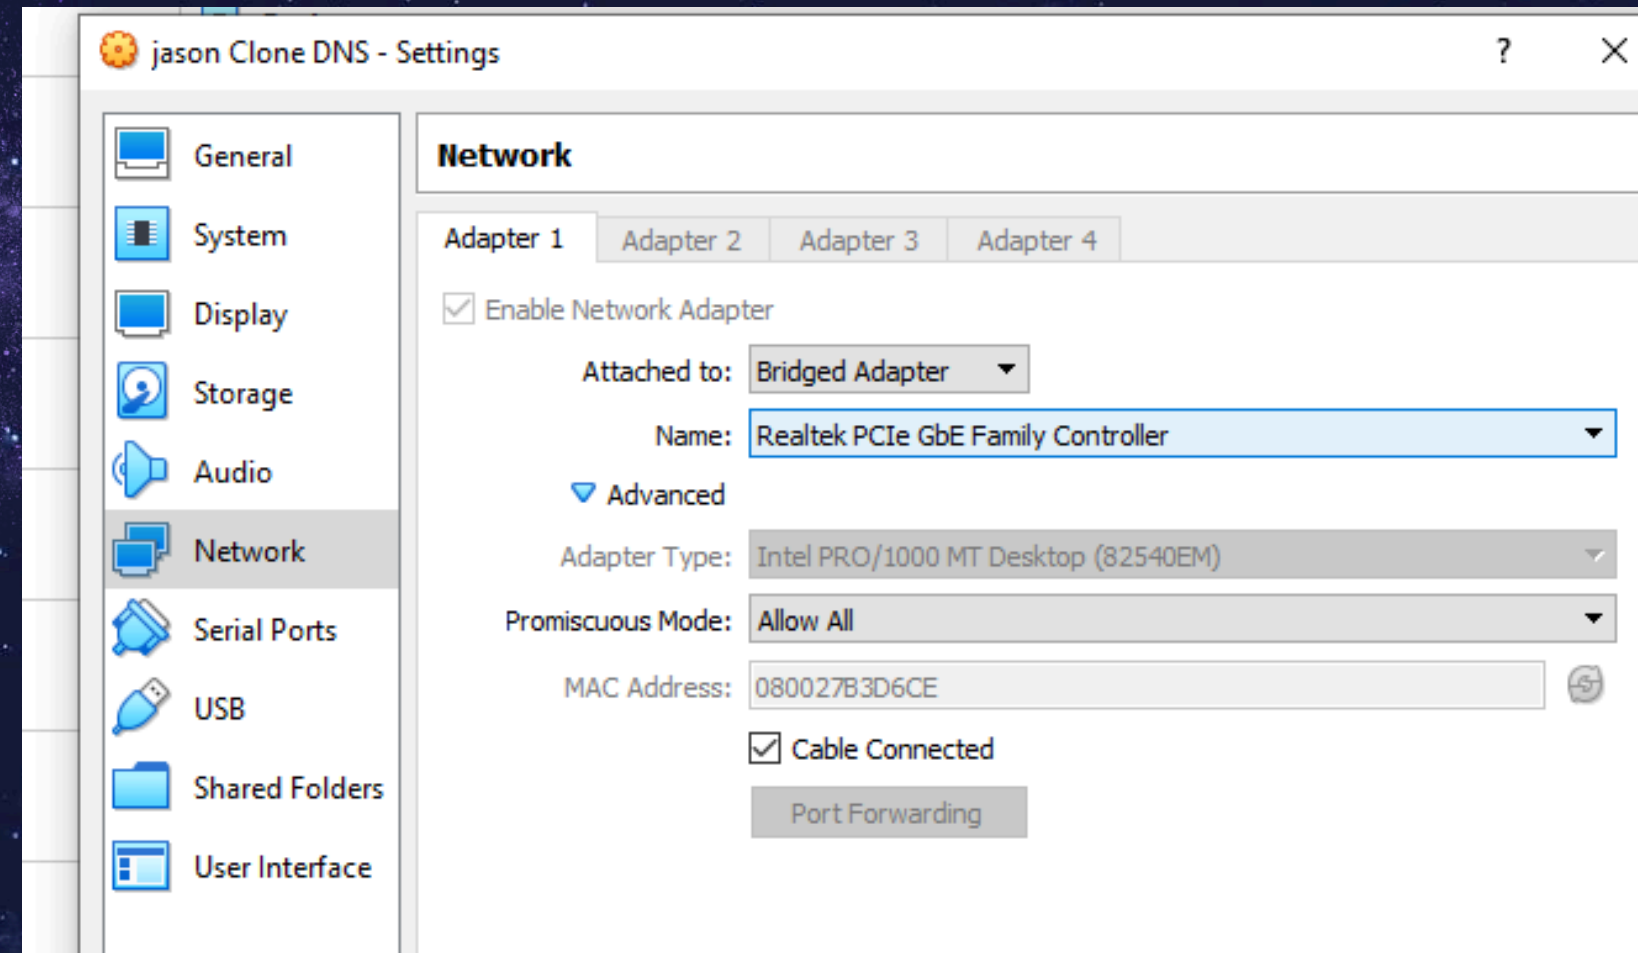 jason Clone DNS - Settings ? ×
General
System
Display
Storage
Audio
Network
Serial Ports
USB
Shared Folders
User Interface
Network
Adapter 1 Adapter 2 Adapter 3 Adapter 4
Enable Network Adapter
Attached to: Bridged Adapter
Name: Realtek PCIe GbE Family Controller
Advanced
Adapter Type: Intel PRO/1000 MT Desktop (82540EM)
Promiscuous Mode: Allow All
MAC Address: 080027B3D6CE
Cable Connected
Port Forwarding